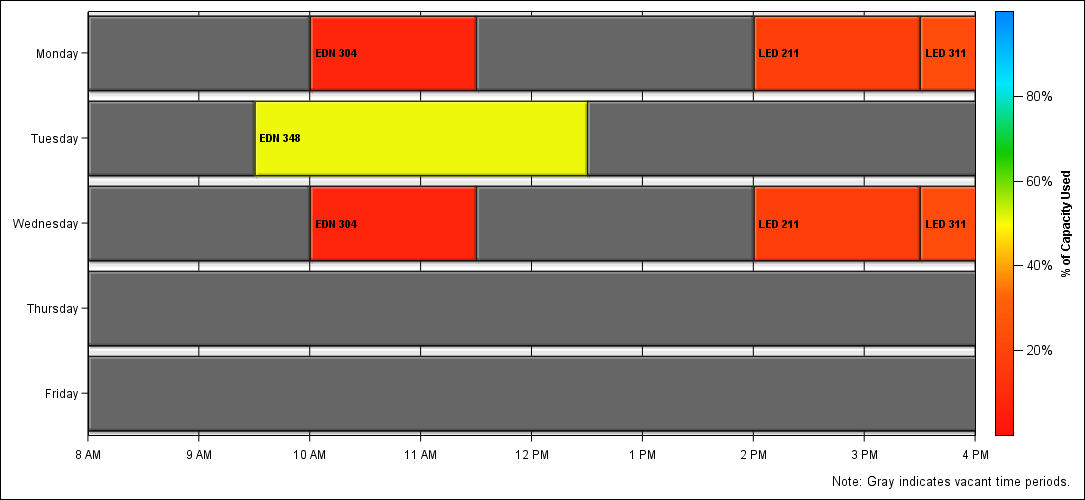 Monday
EDN 304
LED 211
LED 311
Tuesday
EDN 348
Wednesday
EDN 304
LED 211
LED 311
Thursday
Friday
8 AM
9 AM
10 AM
11 AM
12 PM
1 PM
2 PM
3 PM
4 PM
80%
60%
40%
20%
% of Capacity Used
Note: Gray indicates vacant time periods.